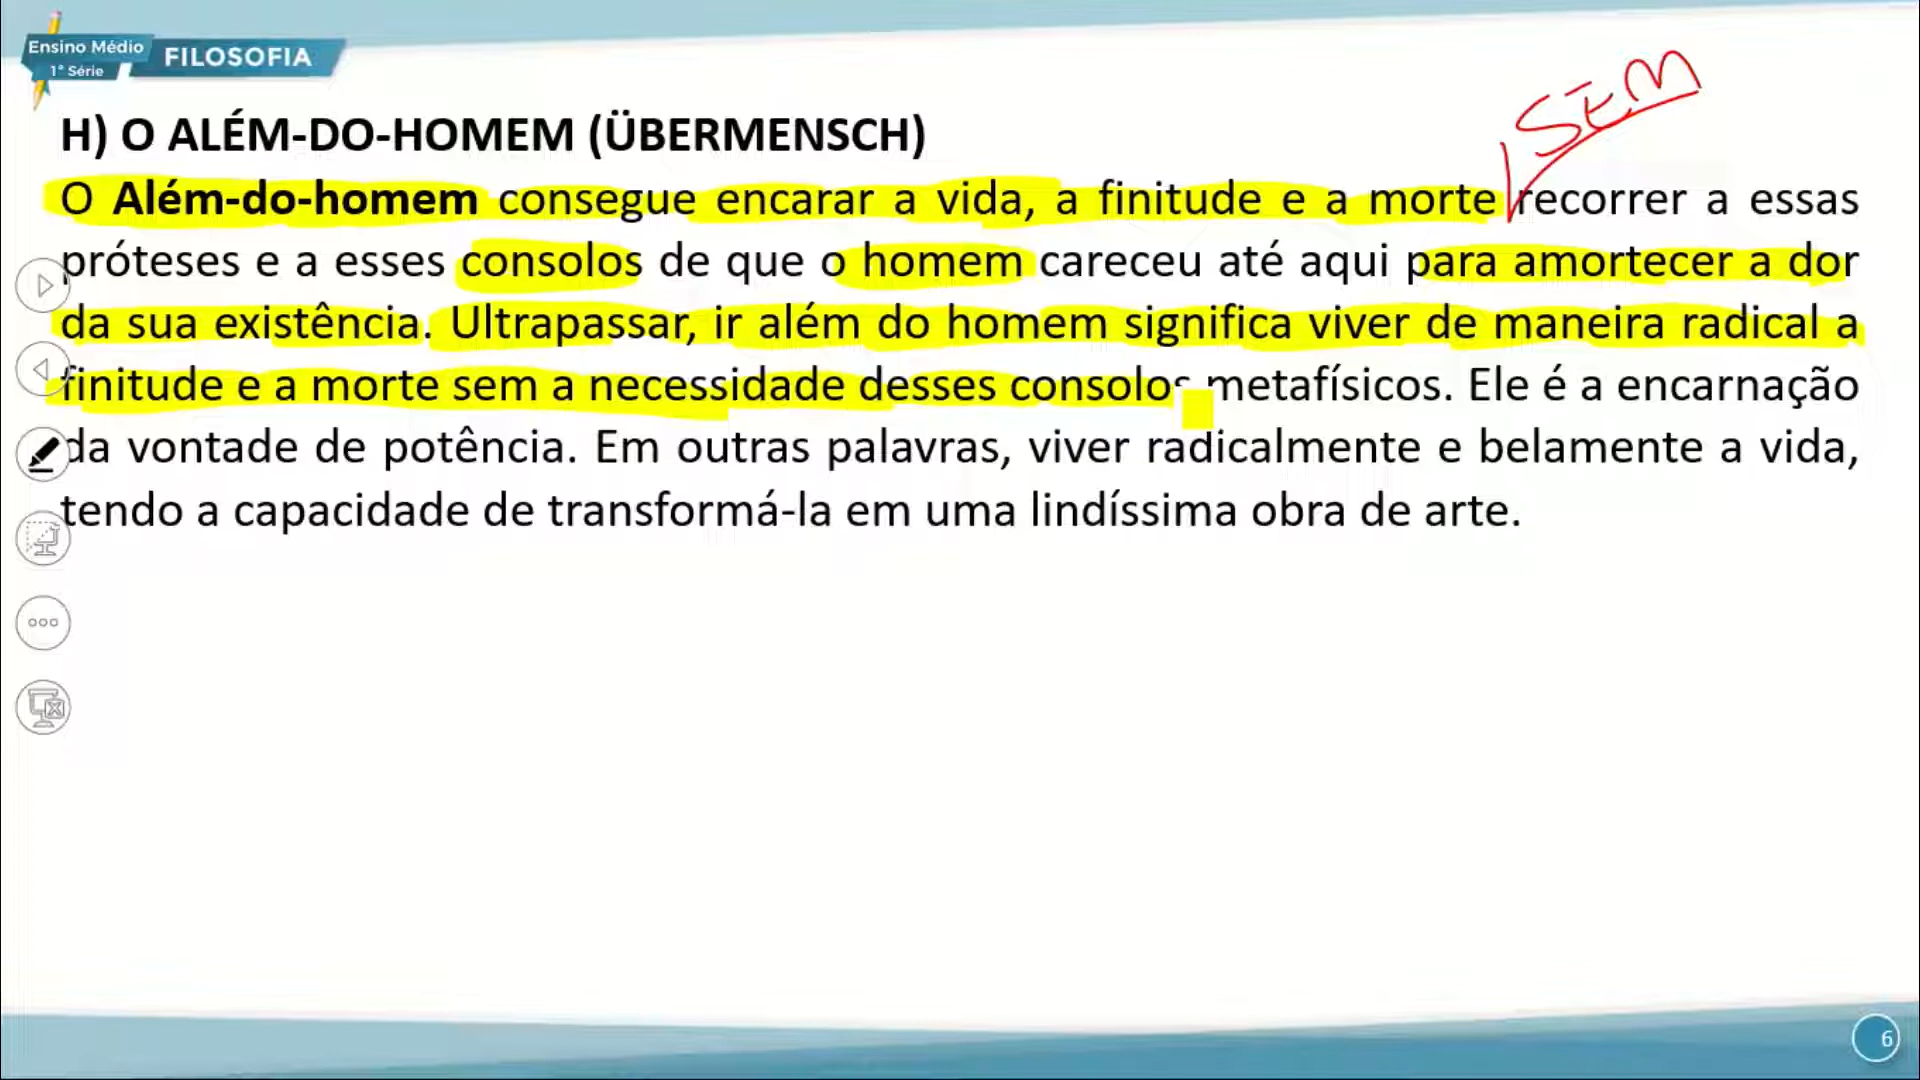 Ensino Médio
1ª Série
FILOSOFIA
SEM
H) O ALÉM-DO-HOMEM (ÜBERMENSCH)
O Além-do-homem consegue encarar a vida, a finitude e a morte recorrer a essas
próteses e a esses consolos de que o homem careceu até aqui para amortecer a dor
da sua existência. Ultrapassar, ir além do homem significa viver de maneira radical a
finitude e a morte sem a necessidade desses consolos metafísicos. Ele é a encarnação
da vontade de potência. Em outras palavras, viver radicalmente e belamente a vida,
tendo a capacidade de transformá-la em uma lindíssima obra de arte.
6